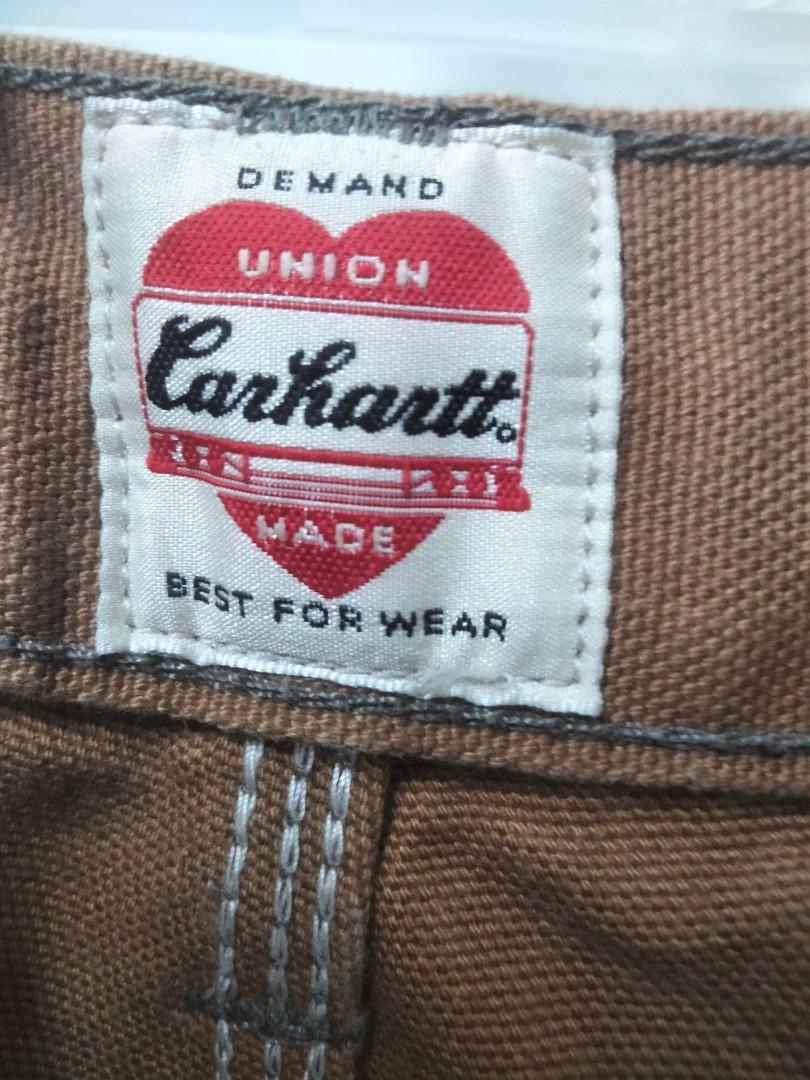 DEMAND
UNION
Carhartt
MADE
BEST FOR WEAR